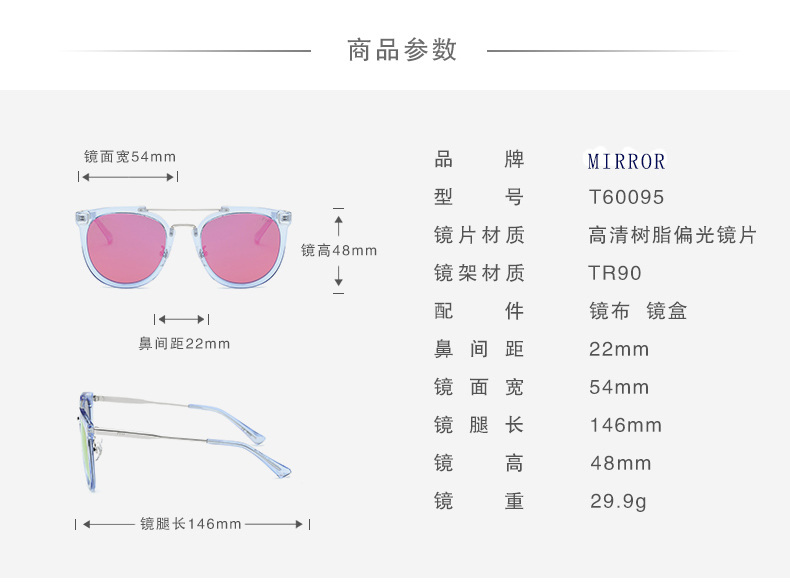 商品参数
镜面宽54mm
镜高48mm
鼻间距22mm
镜腿长146mm
品牌 MIRROR
型号 T60095
镜片材质 高清树脂偏光镜片
镜架材质 TR90
配件 镜布 镜盒
鼻间距 22mm
镜面宽 54mm
镜腿长 146mm
镜高 48mm
镜重 29.9g